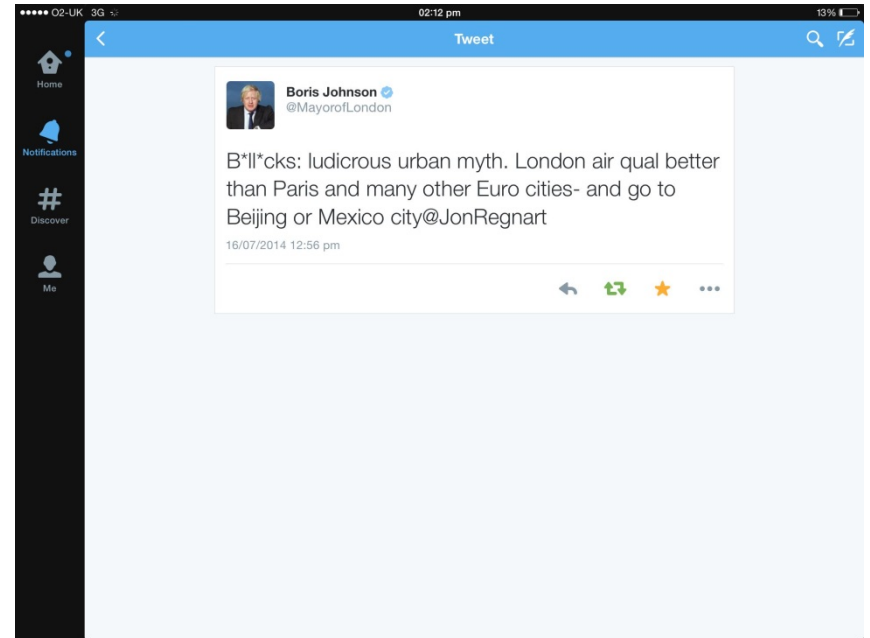 ●●●●● O2-UK 3G 02:12 pm 13%
Tweet
Home
Notifications
Discover
Me
Boris Johnson
@MayorofLondon
B*ll*cks: ludicrous urban myth. London air qual better
than Paris and many other Euro cities- and go to
Beijing or Mexico city@JonRegnart
16/07/2014 12:56 pm